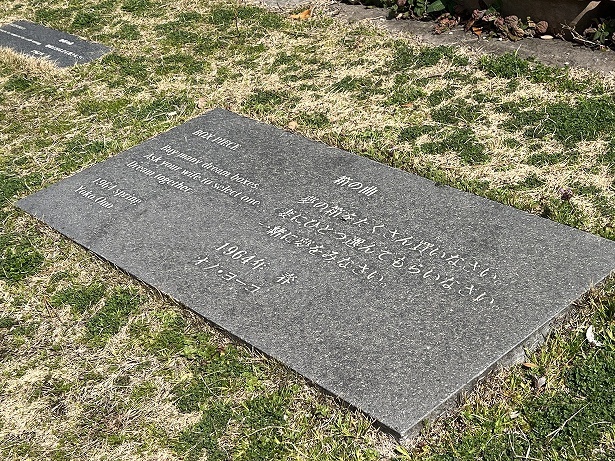 BOX PIECE
Buy many dream boxes.
Ask your wife to select one.
Dream together.
1964 spring
Yoko Ono
箱の曲
夢の箱をたくさん買いなさい。
妻にひとつ選んでもらいなさい。
一緒に夢をみなさい。
1964年 春
オノ・ヨーコ